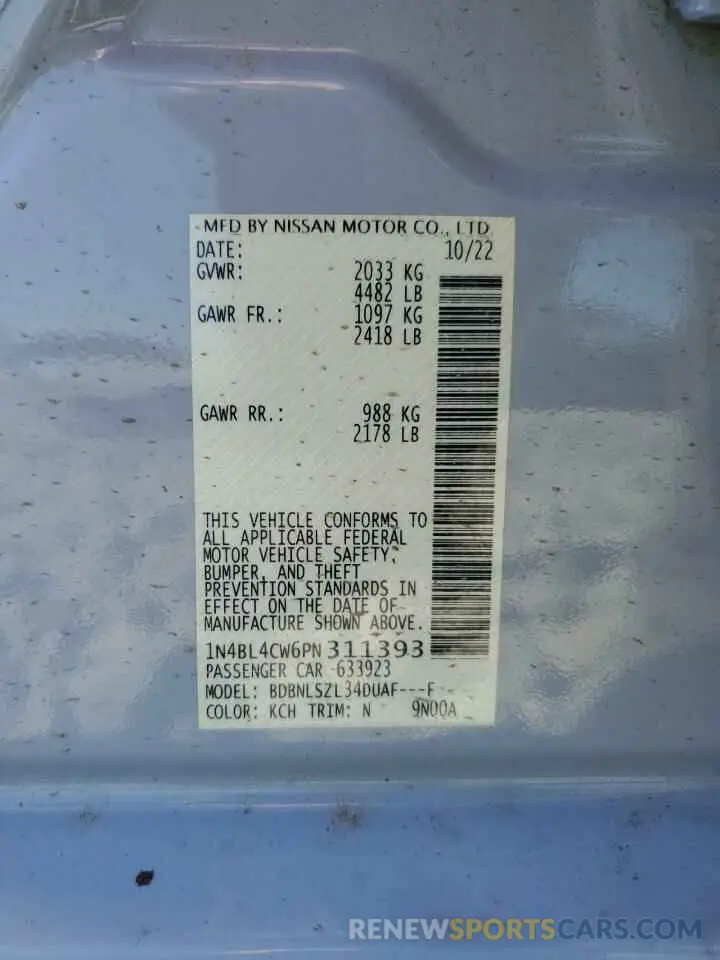 MFD BY NISSAN MOTOR CO., LTD.
DATE: 10/22
GVWR: 2033 KG
4482 LB
GAWR FR.: 1097 KG
2418 LB
GAWR RR.: 988 KG
2178 LB
THIS VEHICLE CONFORMS TO
ALL APPLICABLE FEDERAL
MOTOR VEHICLE SAFETY,
BUMPER, AND THEFT
PREVENTION STANDARDS IN
EFFECT ON THE DATE OF
MANUFACTURE SHOWN ABOVE.
1N4BL4CW6PN311393
PASSENGER CAR 633923
MODEL: BDBNLSZL34DUAF---F
COLOR: KCH TRIM: N 9N00A
RENEWSPORTSCARS.COM